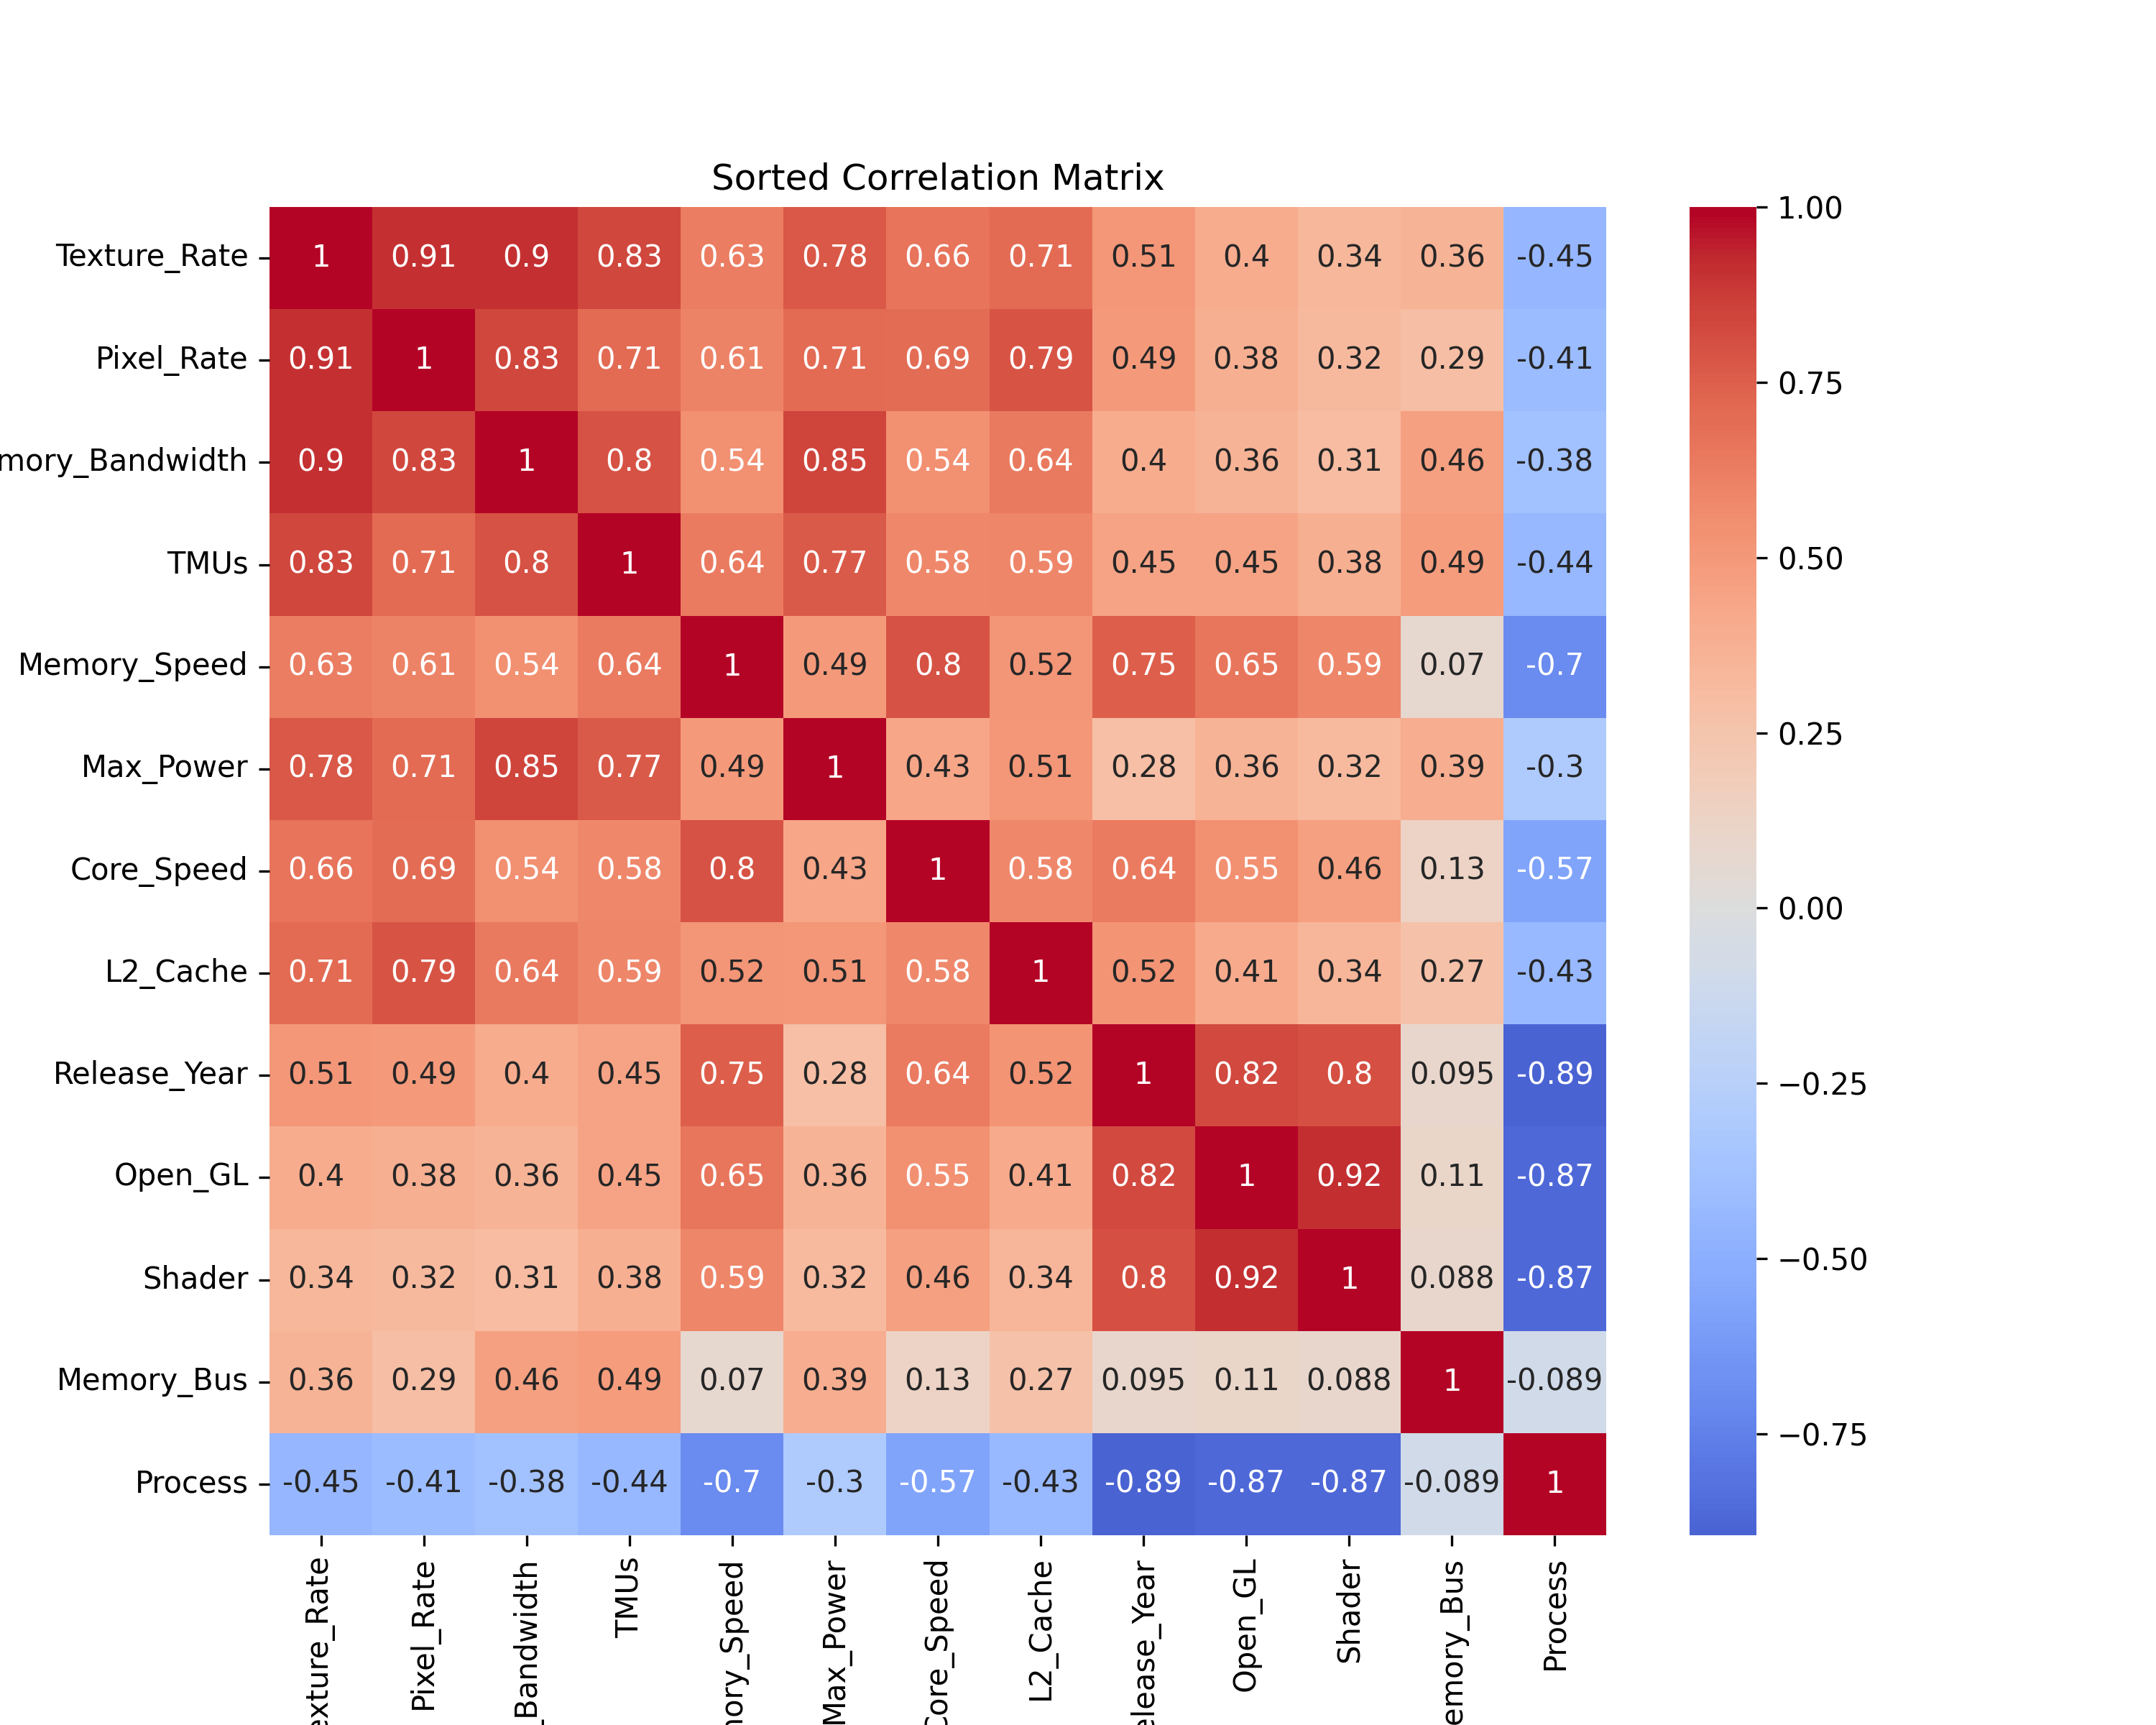 Sorted Correlation Matrix
Texture_Rate 1 0.91 0.9 0.83 0.63 0.78 0.66 0.71 0.51 0.4 0.34 0.36 -0.45
Pixel_Rate 0.91 1 0.83 0.71 0.61 0.71 0.69 0.79 0.49 0.38 0.32 0.29 -0.41
mory_Bandwidth 0.9 0.83 1 0.8 0.54 0.85 0.54 0.64 0.4 0.36 0.31 0.46 -0.38
TMUs 0.83 0.71 0.8 1 0.64 0.77 0.58 0.59 0.45 0.45 0.38 0.49 -0.44
Memory_Speed 0.63 0.61 0.54 0.64 1 0.49 0.8 0.52 0.75 0.65 0.59 0.07 -0.7
Max_Power 0.78 0.71 0.85 0.77 0.49 1 0.43 0.51 0.28 0.36 0.32 0.39 -0.3
Core_Speed 0.66 0.69 0.54 0.58 0.8 0.43 1 0.58 0.64 0.55 0.46 0.13 -0.57
L2_Cache 0.71 0.79 0.64 0.59 0.52 0.51 0.58 1 0.52 0.41 0.34 0.27 -0.43
Release_Year 0.51 0.49 0.4 0.45 0.75 0.28 0.64 0.52 1 0.82 0.8 0.095 -0.89
Open_GL 0.4 0.38 0.36 0.45 0.65 0.36 0.55 0.41 0.82 1 0.92 0.11 -0.87
Shader 0.34 0.32 0.31 0.38 0.59 0.32 0.46 0.34 0.8 0.92 1 0.088 -0.87
Memory_Bus 0.36 0.29 0.46 0.49 0.07 0.39 0.13 0.27 0.095 0.11 0.088 1 -0.089
Process -0.45 -0.41 -0.38 -0.44 -0.7 -0.3 -0.57 -0.43 -0.89 -0.87 -0.87 -0.089 1
exture_Rate
Pixel_Rate
_Bandwidth
TMUs
mory_Speed
Max_Power
Core_Speed
L2_Cache
elease_Year
Open_GL
Shader
emory_Bus
Process
1.00
0.75
0.50
0.25
0.00
−0.25
−0.50
−0.75